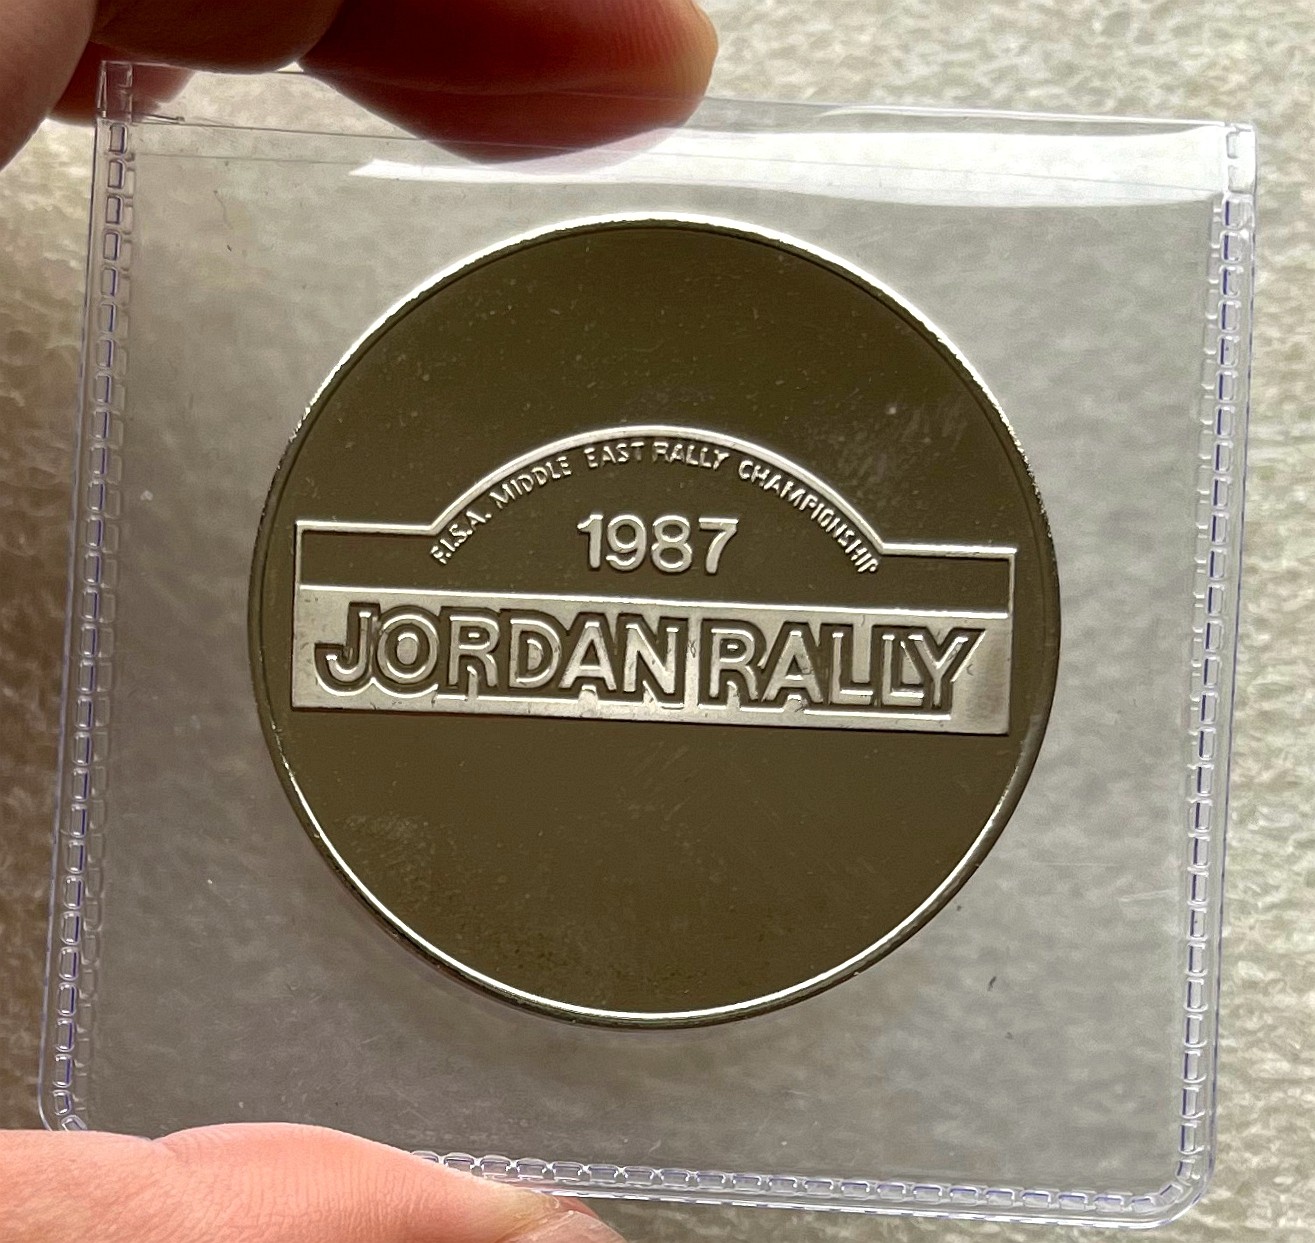 F.I.S.A. MIDDLE EAST RALLY CHAMPIONSHIP
1987
JORDAN RALLY